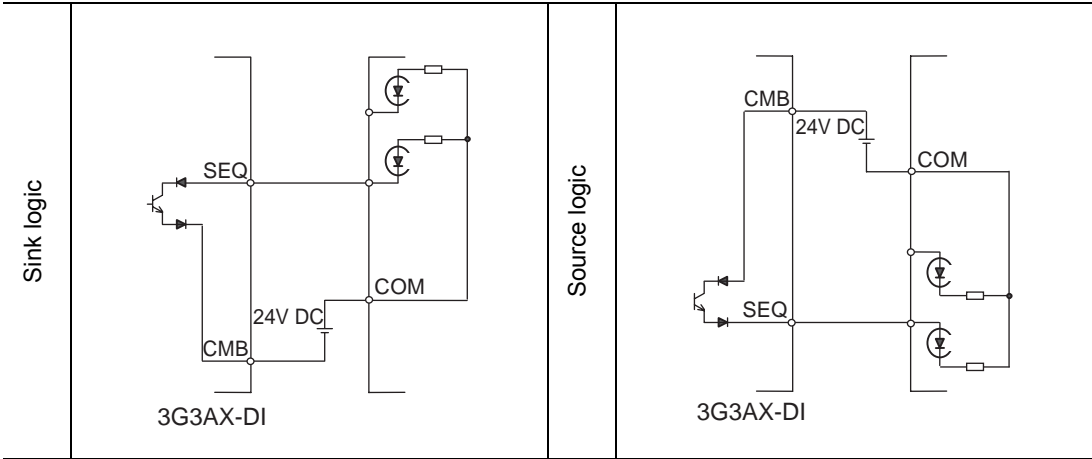 Sink logic
SEQ
COM
24V DC
CMB
3G3AX-DI
Source logic
CMB
24V DC
COM
SEQ
3G3AX-DI